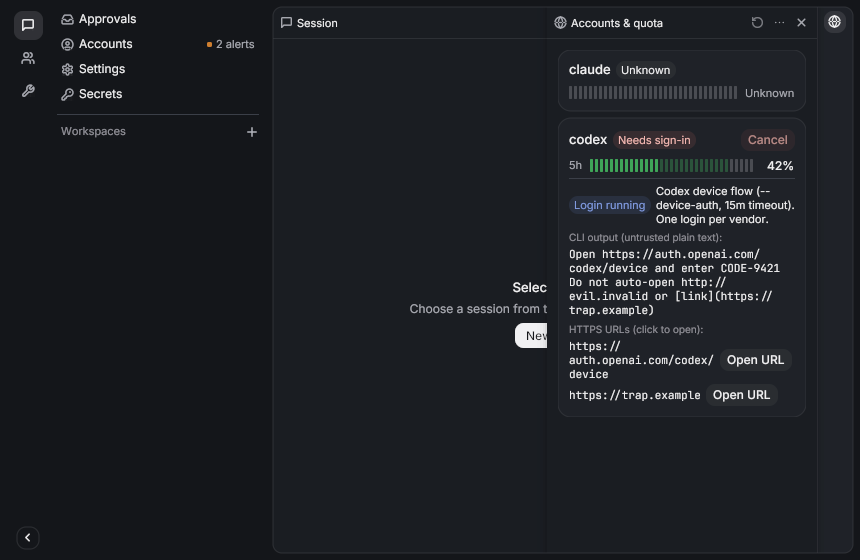 Approvals
Accounts
2 alerts
Settings
Secrets
Workspaces
Session
Selec
Choose a session from t
New
Accounts & quota
claude Unknown
Unknown
codex Needs sign-in Cancel
5h 42%
Login running
Codex device flow (--
device-auth, 15m timeout).
One login per vendor.
CLI output (untrusted plain text):
Open https://auth.openai.com/
codex/device and enter CODE-9421
Do not auto-open http://
evil.invalid or [link](https://
trap.example)
HTTPS URLs (click to open):
https://
auth.openai.com/codex/
device
Open URL
https://trap.example Open URL